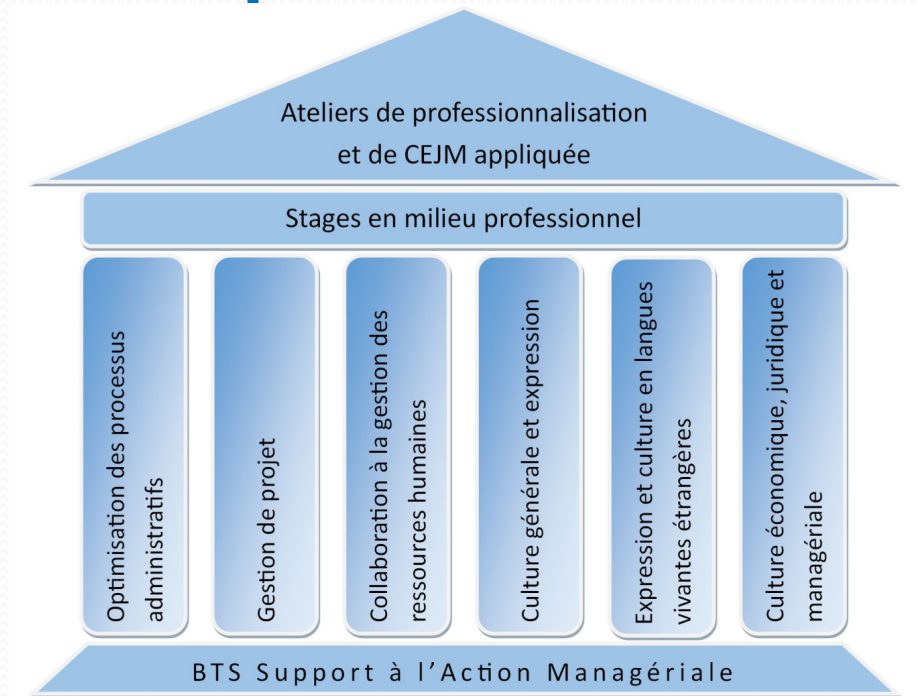 Ateliers de professionnalisation
et de CEJM appliquée
Stages en milieu professionnel
Optimisation des processus
administratifs
Gestion de projet
Collaboration à la gestion des
ressources humaines
Culture générale et expression
Expression et culture en langues
vivantes étrangères
Culture économique, juridique et
managériale
BTS Support à l’Action Managériale